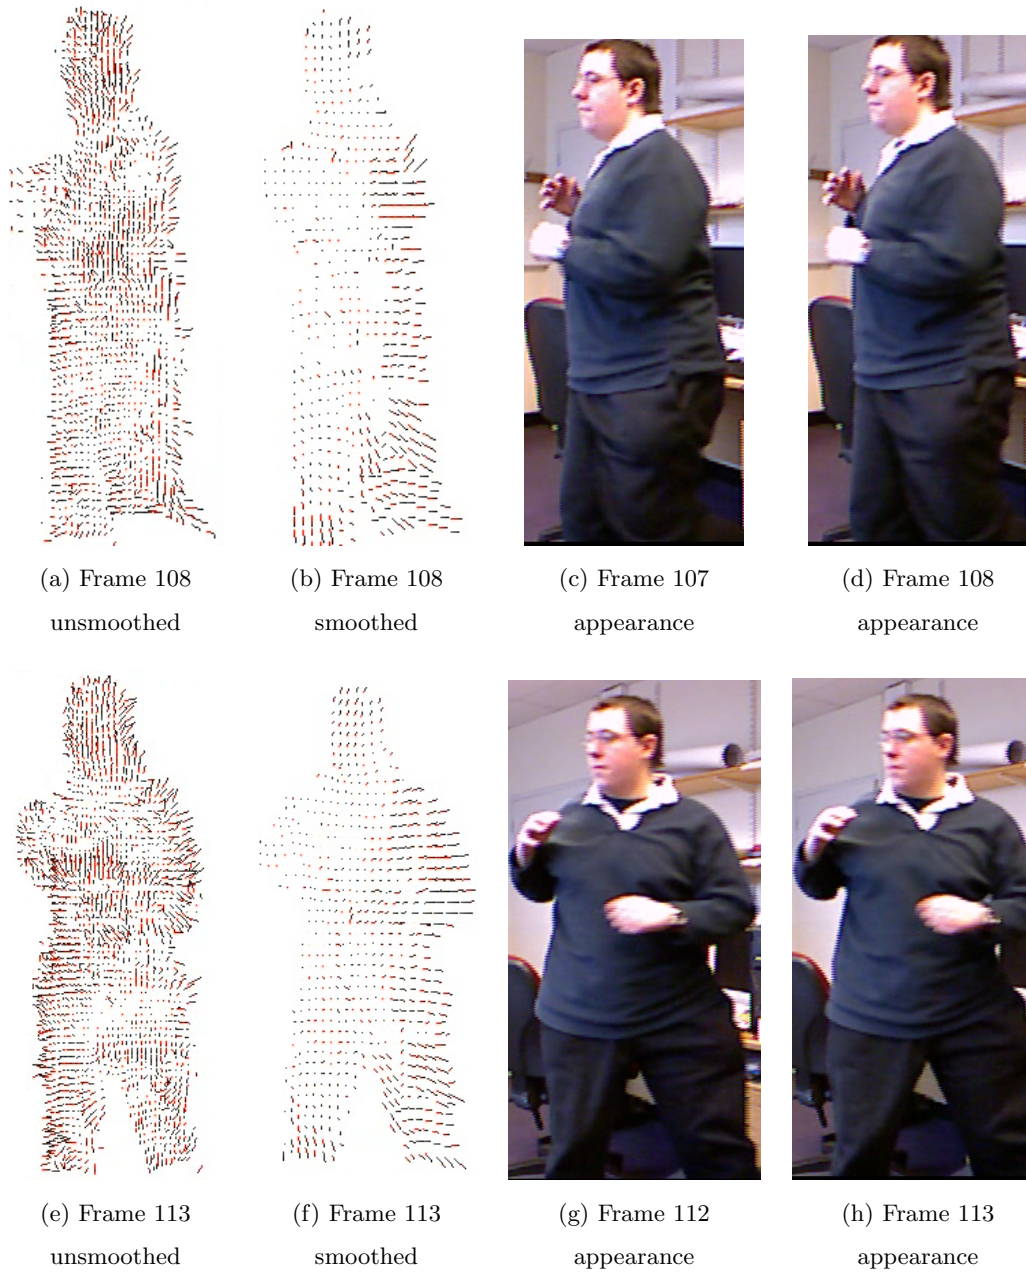 (a) Frame 108
unsmoothed
(b) Frame 108
smoothed
(c) Frame 107
appearance
(d) Frame 108
appearance
(e) Frame 113
unsmoothed
(f) Frame 113
smoothed
(g) Frame 112
appearance
(h) Frame 113
appearance